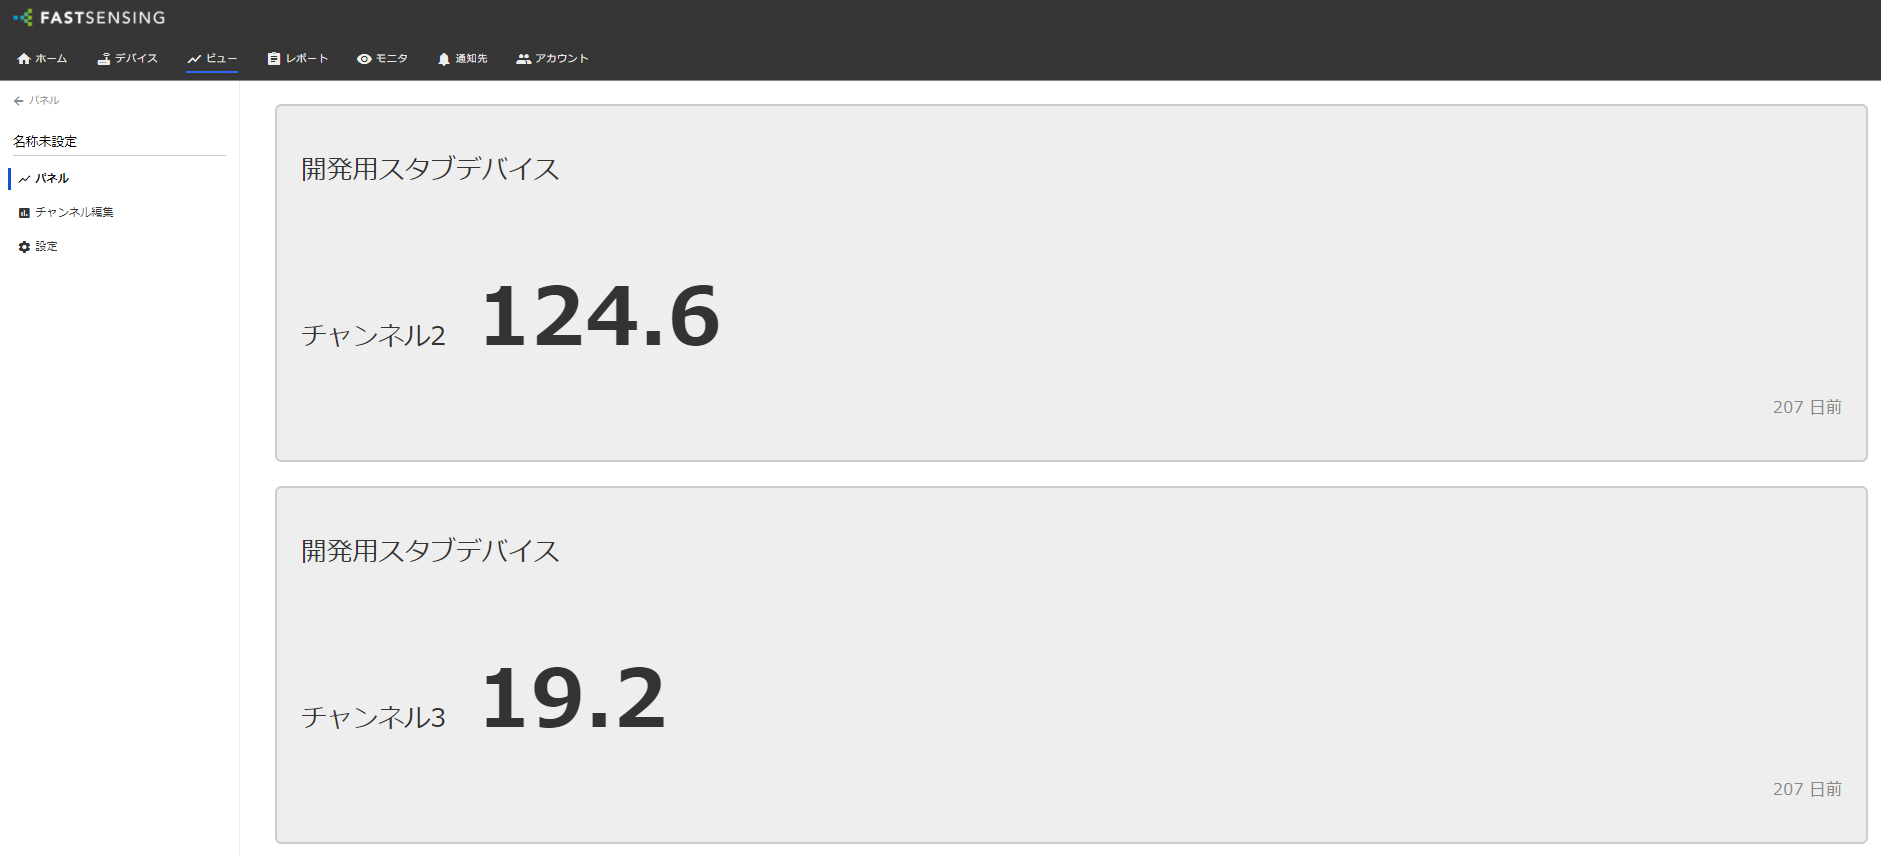 FASTSENSING
ホーム デバイス ビュー レポート モニタ 通知先 アカウント
パネル
名称未設定
パネル
チャンネル編集
設定
開発用スタブデバイス
チャンネル2 124.6
207 日前
開発用スタブデバイス
チャンネル3 19.2
207 日前